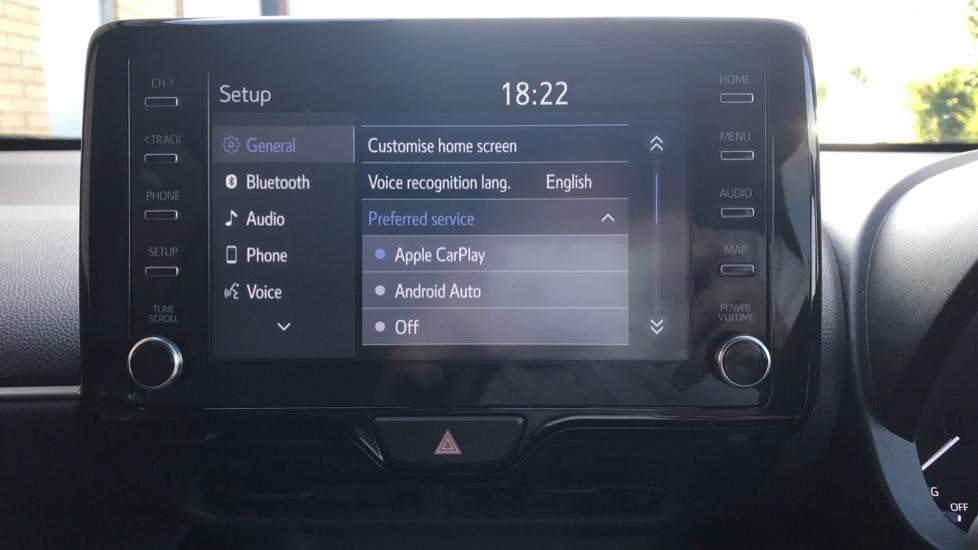 CH >
< TRACK
PHONE
SETUP
TUNE
SCROLL
Setup
18:22
General
Bluetooth
Audio
Phone
Voice
Customise home screen
Voice recognition lang. English
Preferred service
Apple CarPlay
Android Auto
Off
HOME
MENU
AUDIO
MAP
POWER
VOLUME
G
OFF